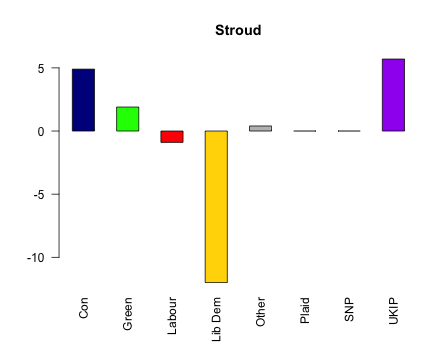 Stroud
5
0
-5
-10
Con
Green
Labour
Lib Dem
Other
Plaid
SNP
UKIP